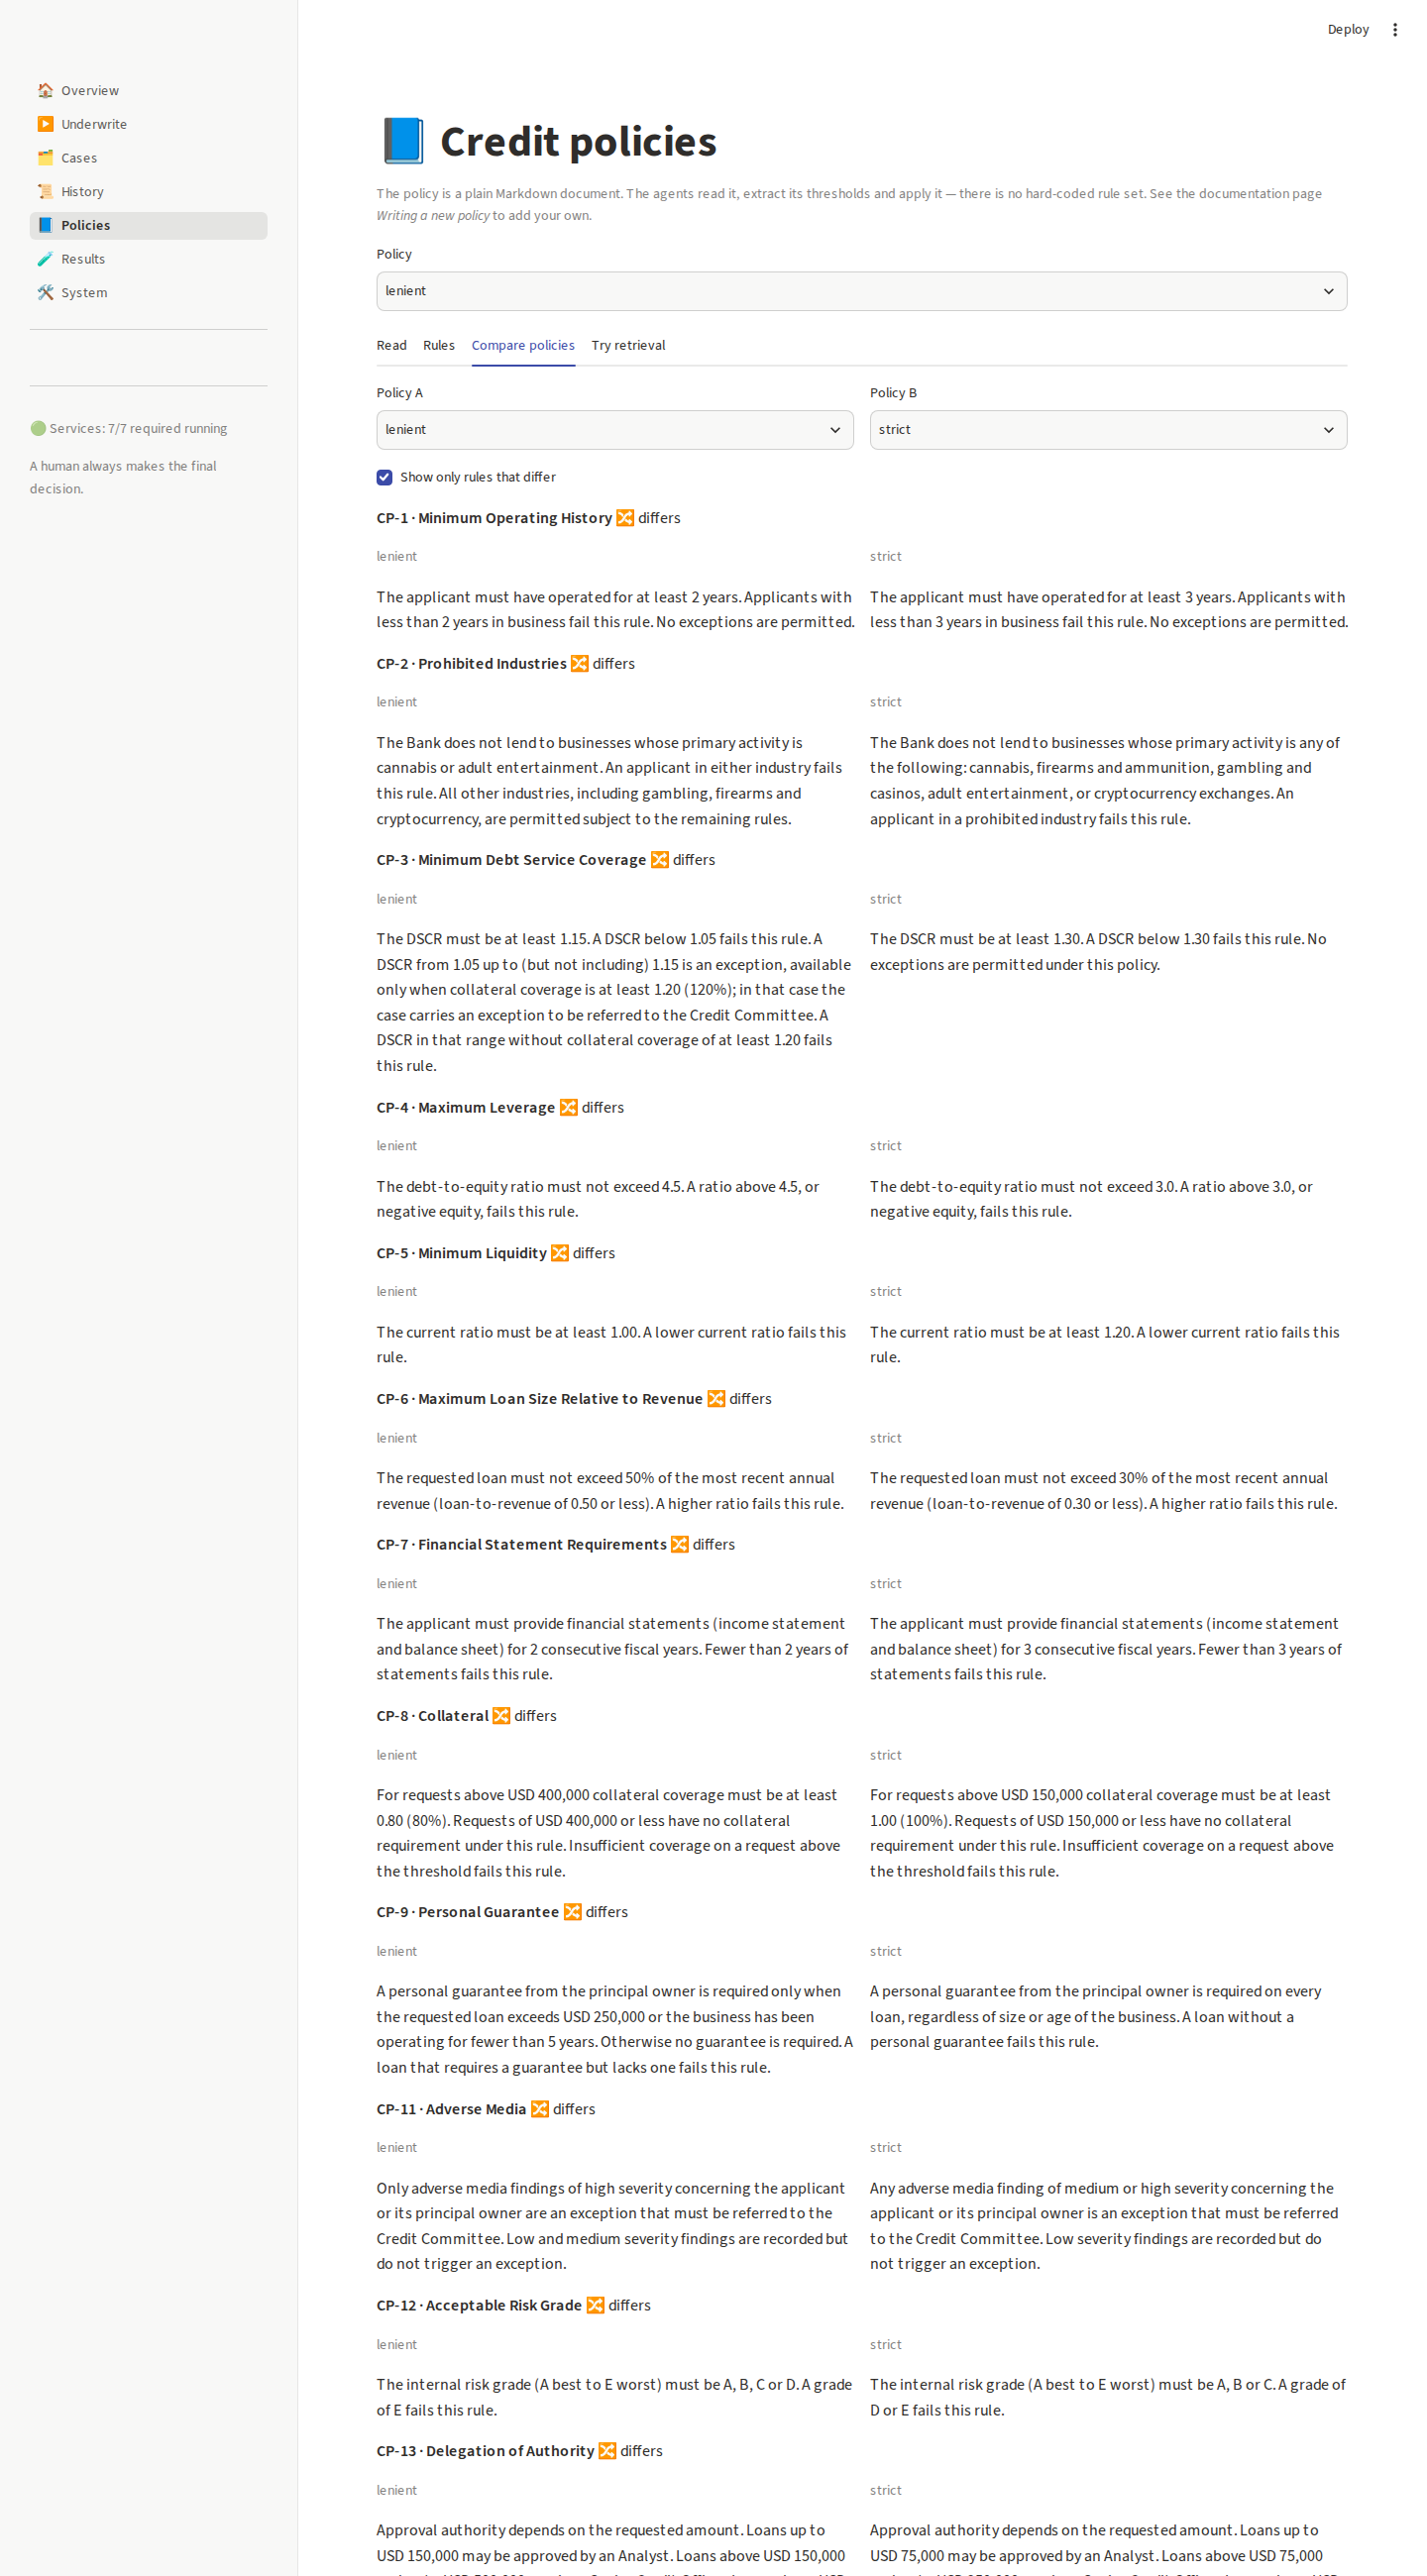 Deploy
Overview
Underwrite
Cases
History
Policies
Results
System
Services: 7/7 required running
A human always makes the final
decision.
Credit policies
The policy is a plain Markdown document. The agents read it, extract its thresholds and apply it — there is no hard-coded rule set. See the documentation page
Writing a new policy to add your own.
Policy
lenient
Read Rules Compare policies Try retrieval
Policy A
lenient
Policy B
strict
Show only rules that differ
CP-1 · Minimum Operating History 🔀 differs
lenient
The applicant must have operated for at least 2 years. Applicants with
less than 2 years in business fail this rule. No exceptions are permitted.
strict
The applicant must have operated for at least 3 years. Applicants with
less than 3 years in business fail this rule. No exceptions are permitted.
CP-2 · Prohibited Industries 🔀 differs
lenient
The Bank does not lend to businesses whose primary activity is
cannabis or adult entertainment. An applicant in either industry fails
this rule. All other industries, including gambling, firearms and
cryptocurrency, are permitted subject to the remaining rules.
strict
The Bank does not lend to businesses whose primary activity is any of
the following: cannabis, firearms and ammunition, gambling and
casinos, adult entertainment, or cryptocurrency exchanges. An
applicant in a prohibited industry fails this rule.
CP-3 · Minimum Debt Service Coverage 🔀 differs
lenient
The DSCR must be at least 1.15. A DSCR below 1.05 fails this rule. A
DSCR from 1.05 up to (but not including) 1.15 is an exception, available
only when collateral coverage is at least 1.20 (120%); in that case the
case carries an exception to be referred to the Credit Committee. A
DSCR in that range without collateral coverage of at least 1.20 fails
this rule.
strict
The DSCR must be at least 1.30. A DSCR below 1.30 fails this rule. No
exceptions are permitted under this policy.
CP-4 · Maximum Leverage 🔀 differs
lenient
The debt-to-equity ratio must not exceed 4.5. A ratio above 4.5, or
negative equity, fails this rule.
strict
The debt-to-equity ratio must not exceed 3.0. A ratio above 3.0, or
negative equity, fails this rule.
CP-5 · Minimum Liquidity 🔀 differs
lenient
The current ratio must be at least 1.00. A lower current ratio fails this
rule.
strict
The current ratio must be at least 1.20. A lower current ratio fails this
rule.
CP-6 · Maximum Loan Size Relative to Revenue 🔀 differs
lenient
The requested loan must not exceed 50% of the most recent annual
revenue (loan-to-revenue of 0.50 or less). A higher ratio fails this rule.
strict
The requested loan must not exceed 30% of the most recent annual
revenue (loan-to-revenue of 0.30 or less). A higher ratio fails this rule.
CP-7 · Financial Statement Requirements 🔀 differs
lenient
The applicant must provide financial statements (income statement
and balance sheet) for 2 consecutive fiscal years. Fewer than 2 years of
statements fails this rule.
strict
The applicant must provide financial statements (income statement
and balance sheet) for 3 consecutive fiscal years. Fewer than 3 years of
statements fails this rule.
CP-8 · Collateral 🔀 differs
lenient
For requests above USD 400,000 collateral coverage must be at least
0.80 (80%). Requests of USD 400,000 or less have no collateral
requirement under this rule. Insufficient coverage on a request above
the threshold fails this rule.
strict
For requests above USD 150,000 collateral coverage must be at least
1.00 (100%). Requests of USD 150,000 or less have no collateral
requirement under this rule. Insufficient coverage on a request above
the threshold fails this rule.
CP-9 · Personal Guarantee 🔀 differs
lenient
A personal guarantee from the principal owner is required only when
the requested loan exceeds USD 250,000 or the business has been
operating for fewer than 5 years. Otherwise no guarantee is required. A
loan that requires a guarantee but lacks one fails this rule.
strict
A personal guarantee from the principal owner is required on every
loan, regardless of size or age of the business. A loan without a
personal guarantee fails this rule.
CP-11 · Adverse Media 🔀 differs
lenient
Only adverse media findings of high severity concerning the applicant
or its principal owner are an exception that must be referred to the
Credit Committee. Low and medium severity findings are recorded but
do not trigger an exception.
strict
Any adverse media finding of medium or high severity concerning the
applicant or its principal owner is an exception that must be referred
to the Credit Committee. Low severity findings are recorded but do
not trigger an exception.
CP-12 · Acceptable Risk Grade 🔀 differs
lenient
The internal risk grade (A best to E worst) must be A, B, C or D. A grade
of E fails this rule.
strict
The internal risk grade (A best to E worst) must be A, B or C. A grade of
D or E fails this rule.
CP-13 · Delegation of Authority 🔀 differs
lenient
Approval authority depends on the requested amount. Loans up to
USD 150,000 may be approved by an Analyst. Loans above USD 150,000
strict
Approval authority depends on the requested amount. Loans up to
USD 75,000 may be approved by an Analyst. Loans above USD 75,000